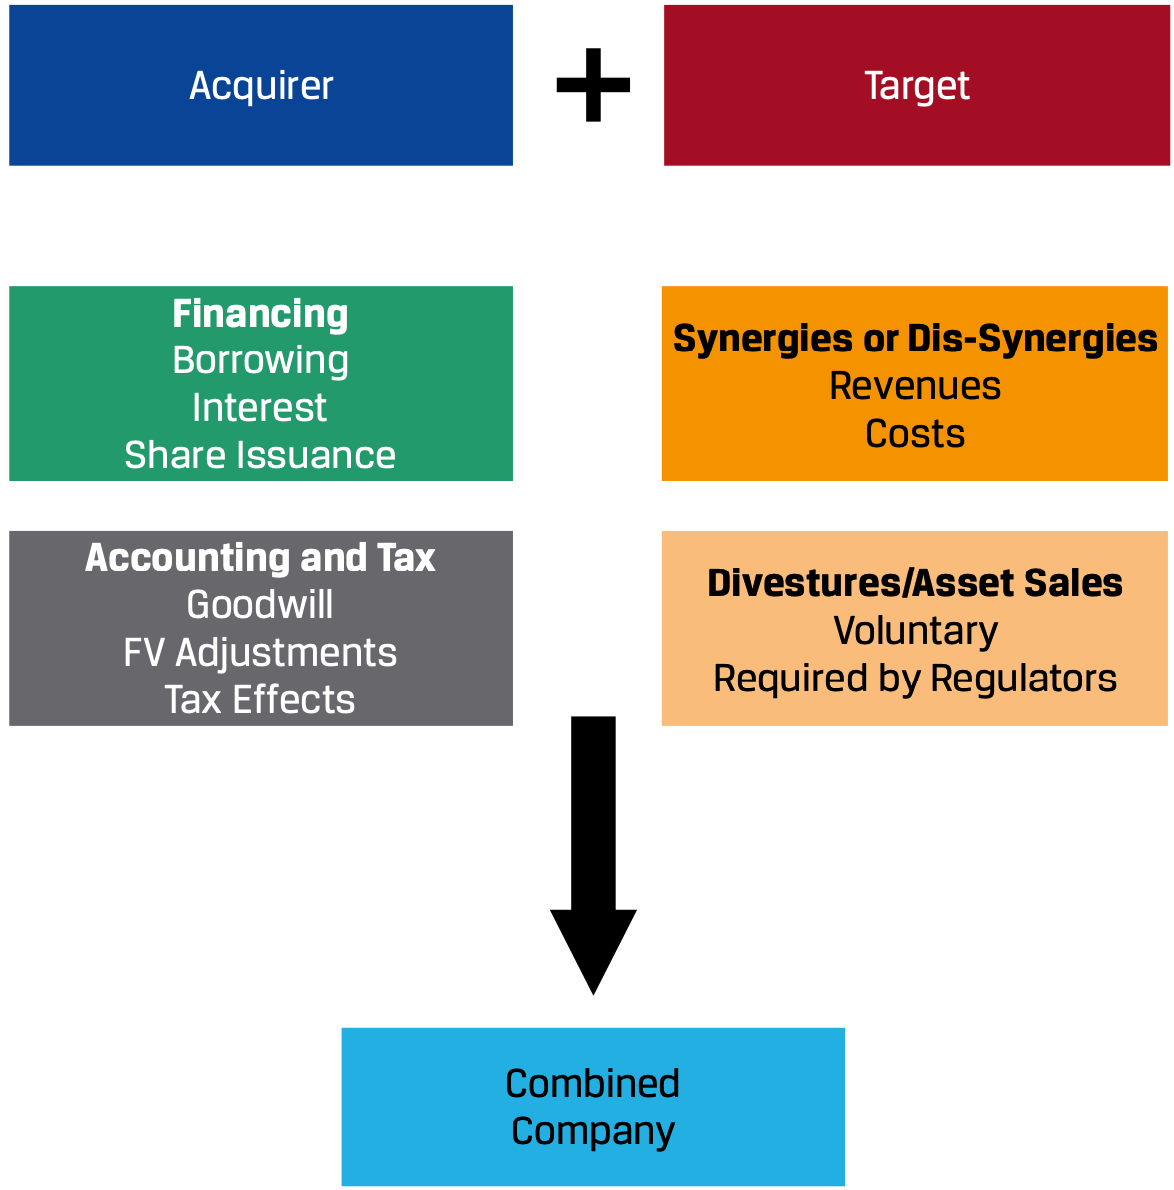 Acquirer
+
Target
Financing
Borrowing
Interest
Share Issuance
Synergies or Dis-Synergies
Revenues
Costs
Accounting and Tax
Goodwill
FV Adjustments
Tax Effects
Divestures/Asset Sales
Voluntary
Required by Regulators
Combined
Company